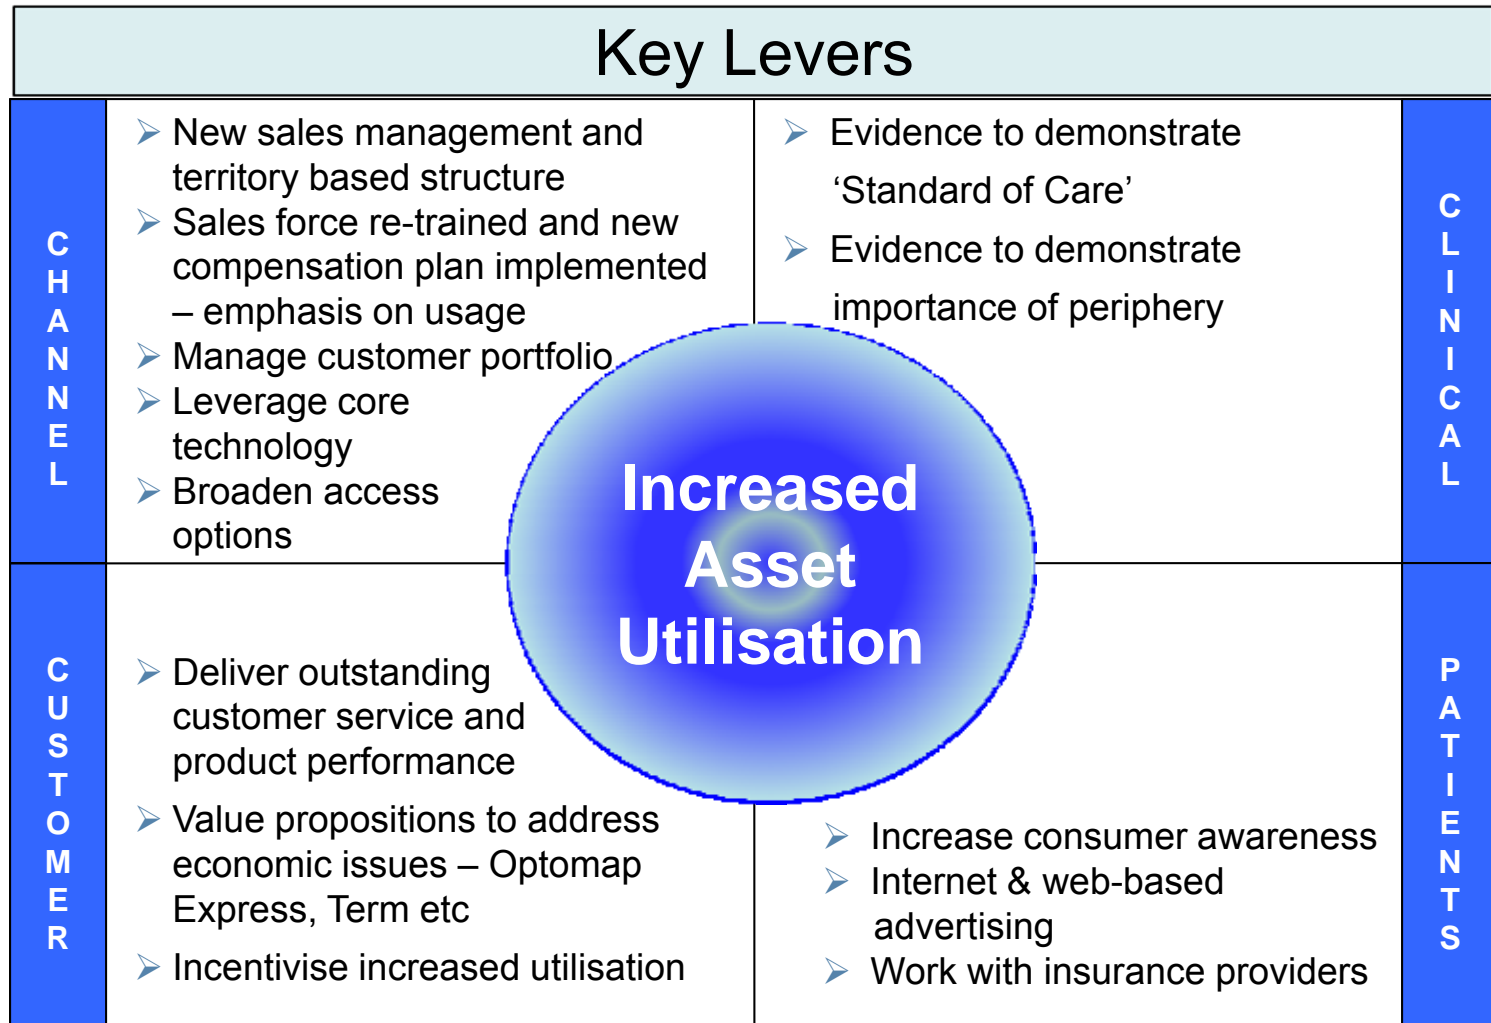 Key Levers
CHANNEL
➢ New sales management and
territory based structure
➢ Sales force re-trained and new
compensation plan implemented
– emphasis on usage
➢ Manage customer portfolio
➢ Leverage core
technology
➢ Broaden access
options
➢ Evidence to demonstrate
‘Standard of Care’
➢ Evidence to demonstrate
importance of periphery
CLINICAL
Increased
Asset
Utilisation
CUSTOMER
➢ Deliver outstanding
customer service and
product performance
➢ Value propositions to address
economic issues – Optomap
Express, Term etc
➢ Incentivise increased utilisation
➢ Increase consumer awareness
➢ Internet & web-based
advertising
➢ Work with insurance providers
PATIENTS